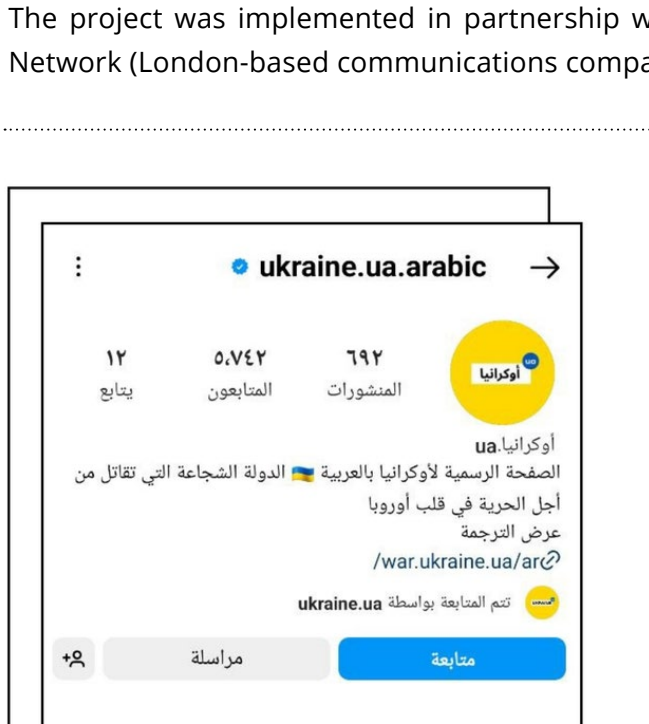 The project was implemented in partnership
Network (London-based communications
ukraine.ua.arabic
٦٩٢ ٥،٧٤٢ ١٢
المنشورات المتابعون يتابع
ua
أوكرانيا
أوكرانيا.ua
الصفحة الرسمية لأوكرانيا بالعربية 🇺🇦 الدولة الشجاعة التي تقاتل من
أجل الحرية في قلب أوروبا
عرض الترجمة
war.ukraine.ua/ar/
تتم المتابعة بواسطة ukraine.ua
متابعة مراسلة